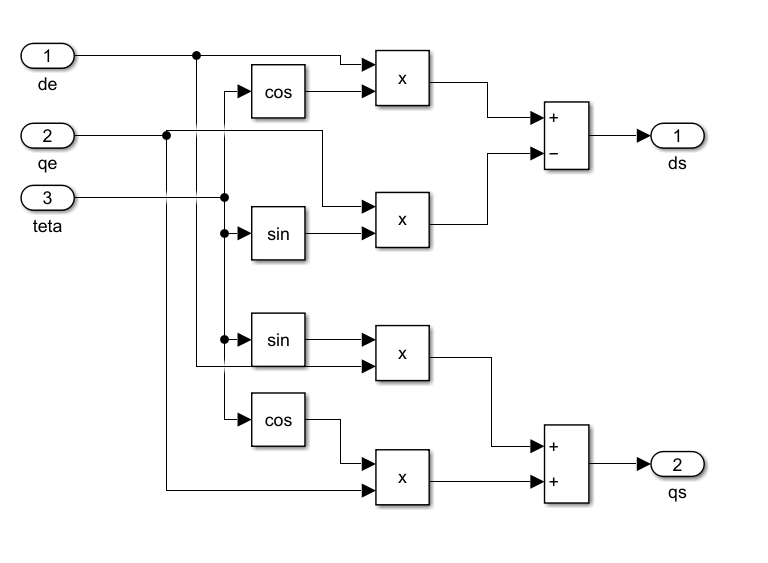 1
de
cos
x
+
2
qe
−
1
ds
3
teta
sin
x
sin
x
cos
+
2
qs
x
+